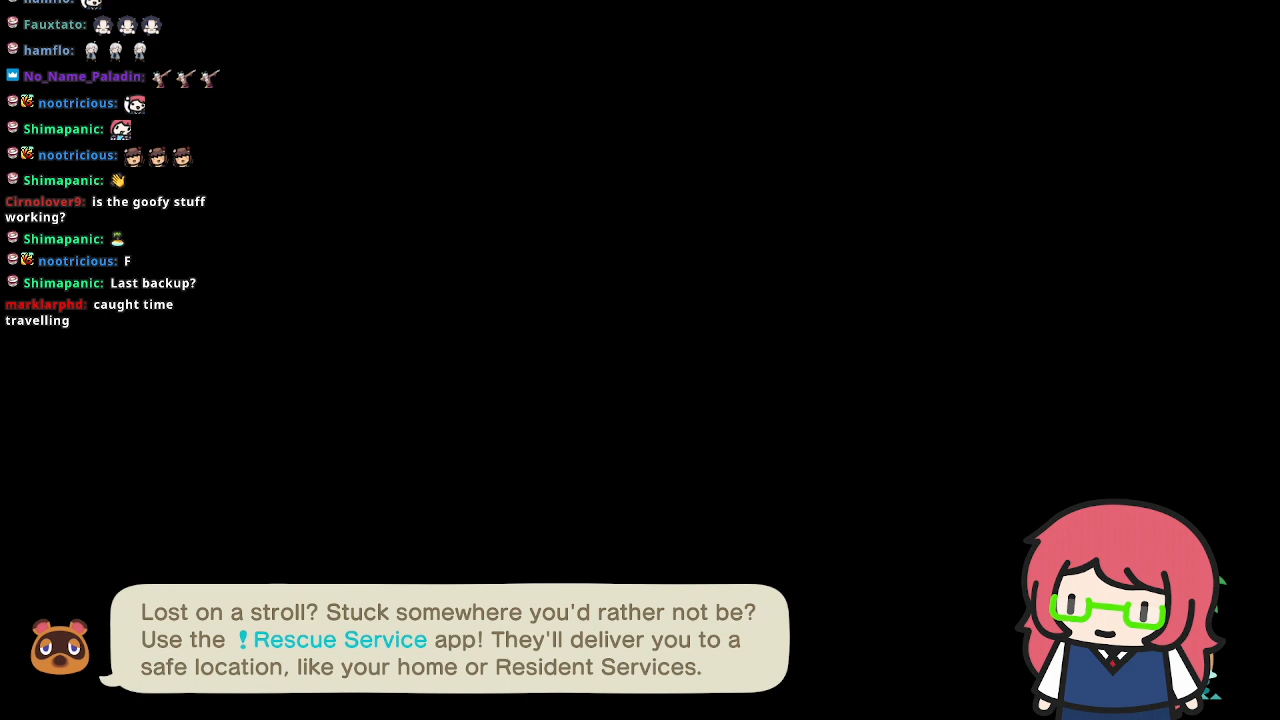 hamflo:
Fauxtato:
hamflo:
No_Name_Paladin:
nootricious:
Shimapanic:
nootricious:
Shimapanic:
Cirnolover9: is the goofy stuff
working?
Shimapanic:
nootricious: F
Shimapanic: Last backup?
marklarphd: caught time
travelling
Lost on a stroll? Stuck somewhere you'd rather not be?
Use the ! Rescue Service app! They'll deliver you to a
safe location, like your home or Resident Services.